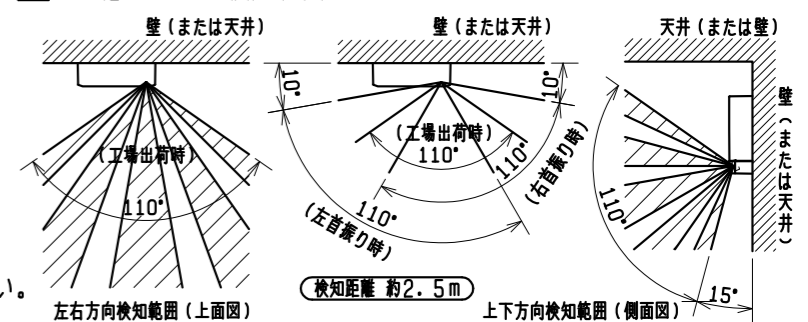 壁(または天井)
壁(または天井)
天井(または壁)
10°
10°
(工場出荷時)
110°
(工場出荷時)
110°
110°
(右首振り時)
110°
(左首振り時)
110°
壁(または天井)
15°
い。
左右方向検知範囲(上面図)
検知距離 約2.5m
上下方向検知範囲(側面図)